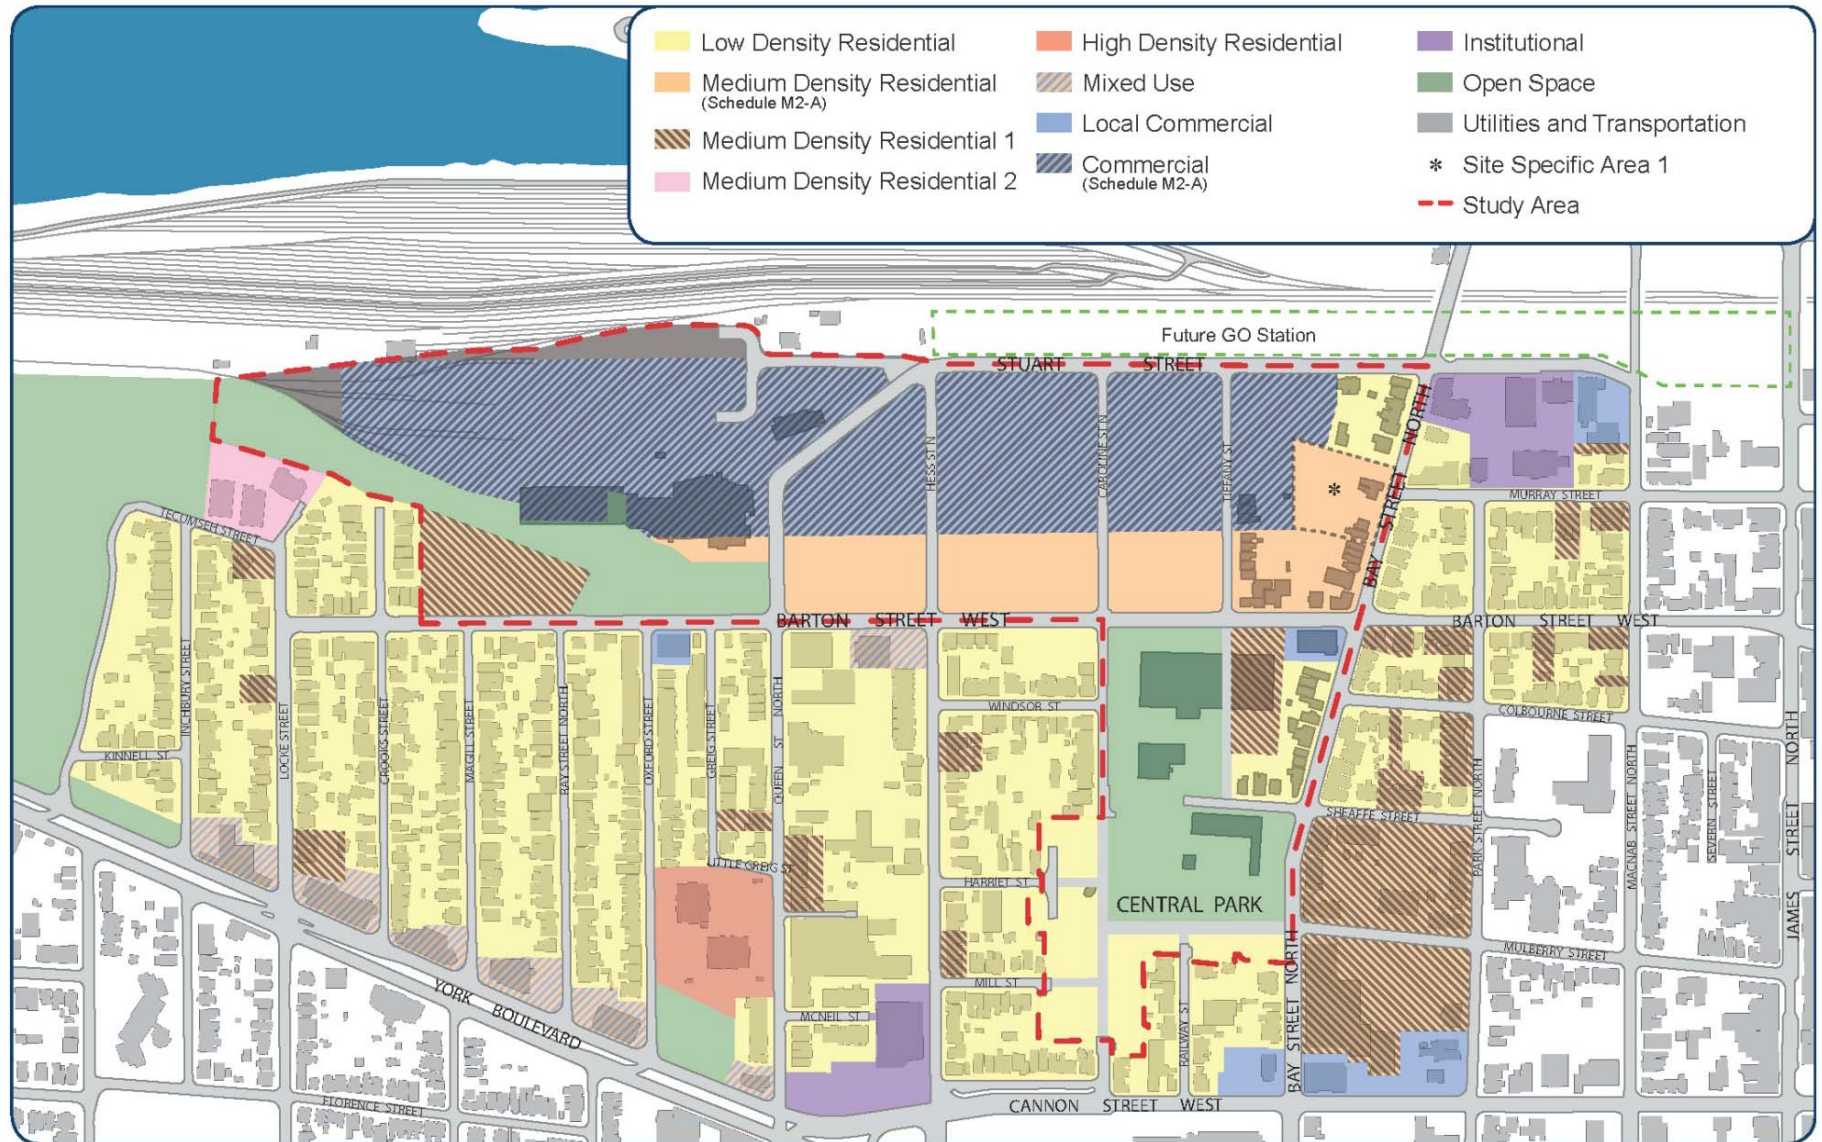 Low Density Residential
Medium Density Residential
(Schedule M2-A)
Medium Density Residential 1
Medium Density Residential 2
High Density Residential
Mixed Use
Local Commercial
Commercial
(Schedule M2-A)
Institutional
Open Space
Utilities and Transportation
* Site Specific Area 1
Study Area
Future GO Station
STUART STREET
HESS ST N
CAROLINE ST N
TIFFANY ST
BAY STREET NORTH
*
MURRAY STREET
TECUMSEH STREET
BARTON STREET WEST
BARTON STREET WEST
INCHBURY STREET
LOCKE STREET
CROOKS STREET
MAGILL STREET
RAY STREET NORTH
OXFORD STREET
GREIG STREET
QUEEN ST NORTH
WINDSOR ST
COLBOURNE STREET
KINNELL ST
SHEAFFE STREET
PARK STREET NORTH
MACNAB STREET NORTH
SEVERN STREET
JAMES STREET NORTH
LITTLE GREIG ST
HARRIET ST
CENTRAL PARK
MULBERRY STREET
MILL ST
YORK BOULEVARD
MCNEIL ST
RAILWAY ST
BAY STREET NORTH
FLORENCE STREET
CANNON STREET WEST